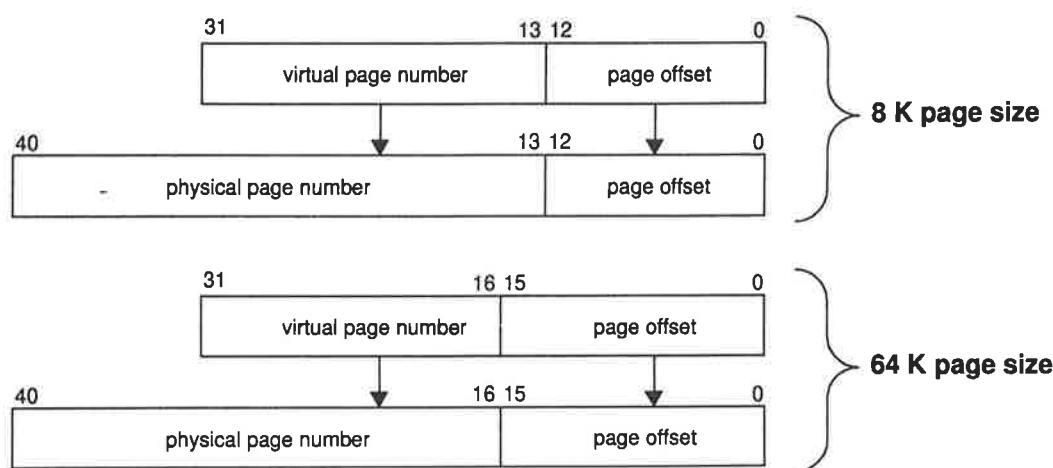 31 13 12 0
virtual page number page offset
8 K page size
40 13 12 0
physical page number page offset
31 16 15 0
virtual page number page offset
64 K page size
40 16 15 0
physical page number page offset